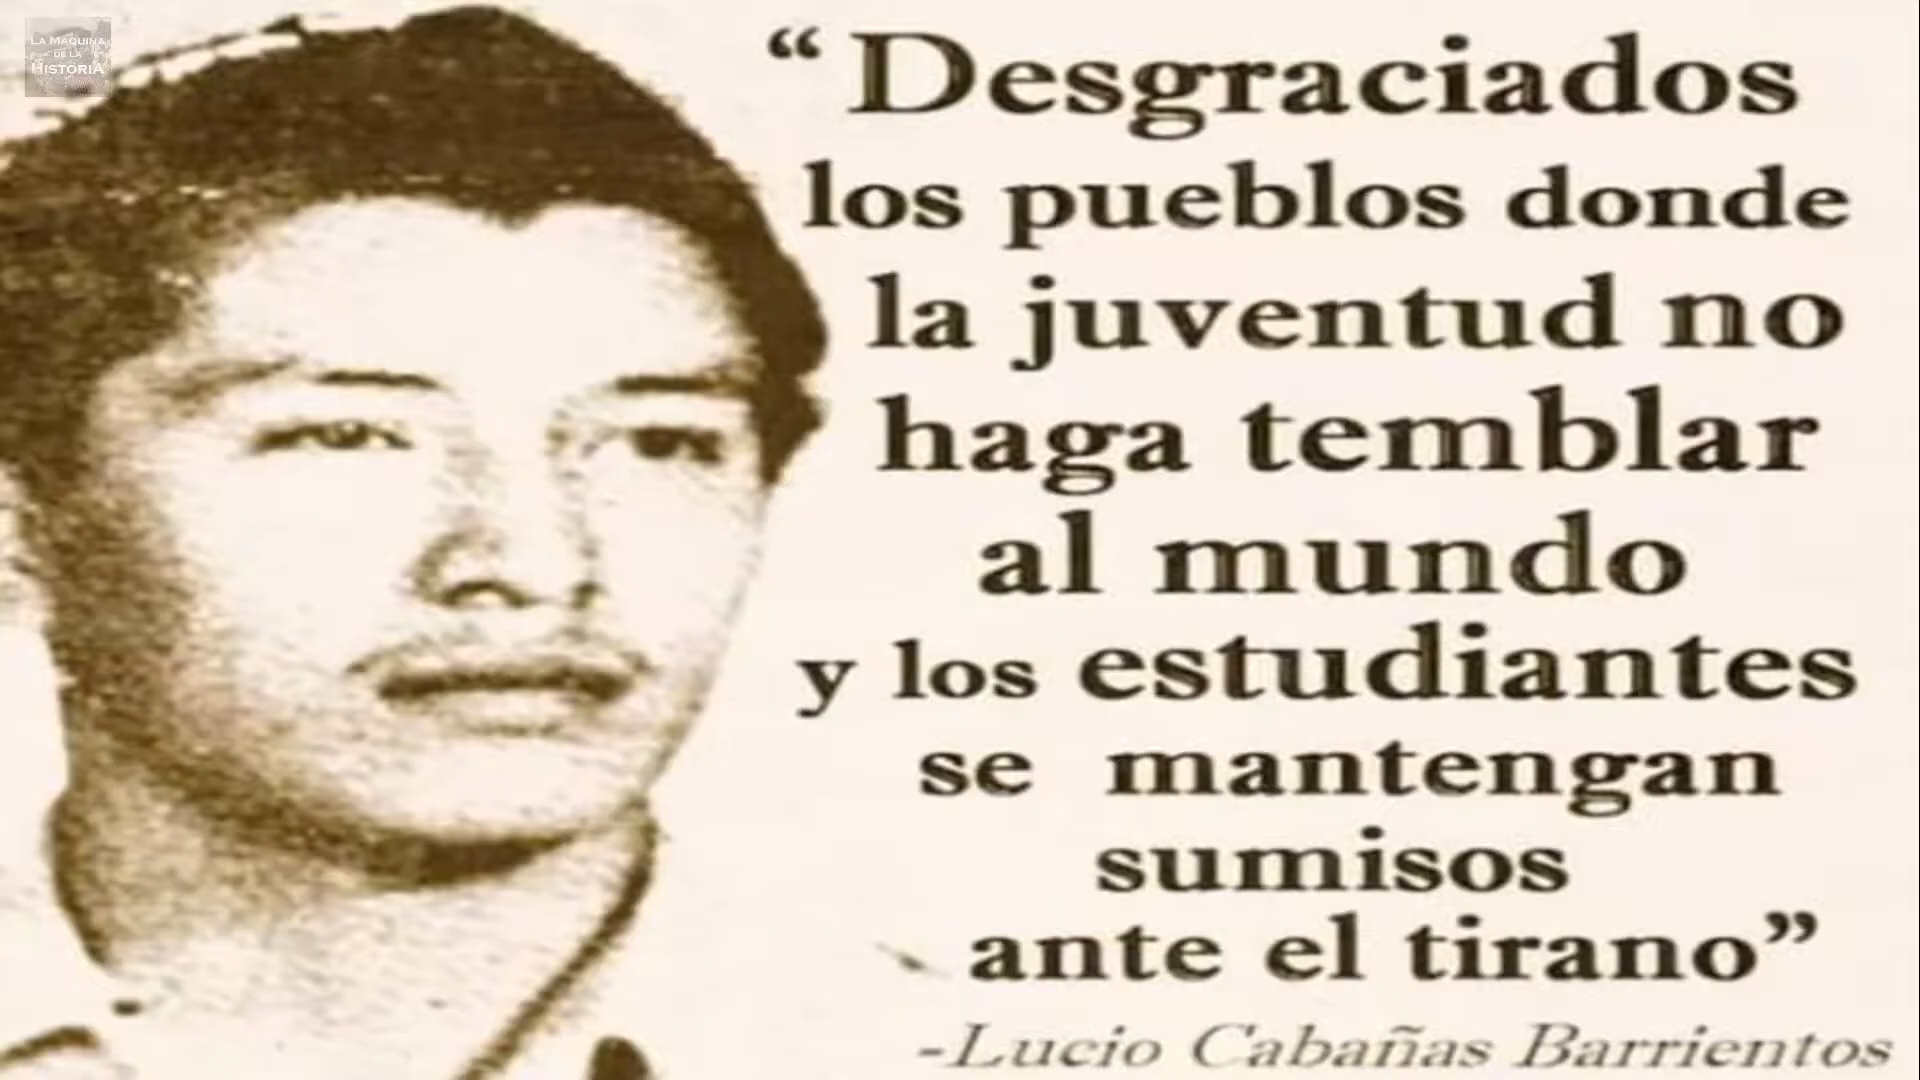 LA MAQUINA
DE LA
HISTORIA
“Desgraciados
los pueblos donde
la juventud no
haga temblar
al mundo
y los estudiantes
se mantengan
sumisos
ante el tirano”
-Lucio Cabañas Barrientos